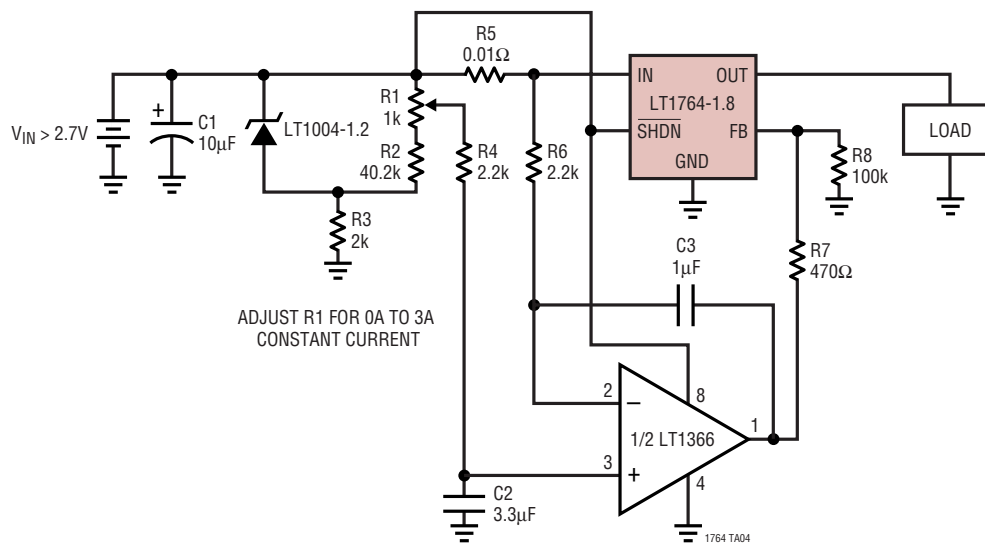 R5
0.01Ω
IN
OUT
R1
1k
LT1764-1.8
VIN > 2.7V
+
C1
10µF
LT1004-1.2
SHDN
FB
LOAD
R2
40.2k
R4
2.2k
R6
2.2k
GND
R8
100k
R3
2k
C3
1µF
R7
470Ω
ADJUST R1 FOR 0A TO 3A
CONSTANT CURRENT
2
–
8
1/2 LT1366
1
3
+
4
C2
3.3µF
1764 TA04